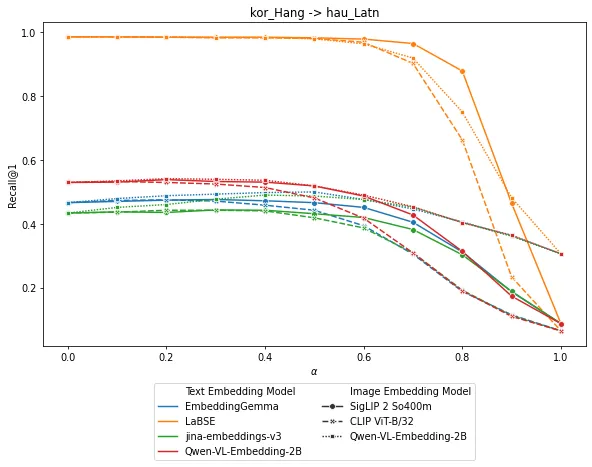 kor_Hang -> hau_Latn
Recall@1
1.0
0.8
0.6
0.4
0.2
0.0 0.2 0.4 0.6 0.8 1.0
α
Text Embedding Model Image Embedding Model
EmbeddingGemma SigLIP 2 So400m
LaBSE CLIP ViT-B/32
jina-embeddings-v3 Qwen-VL-Embedding-2B
Qwen-VL-Embedding-2B